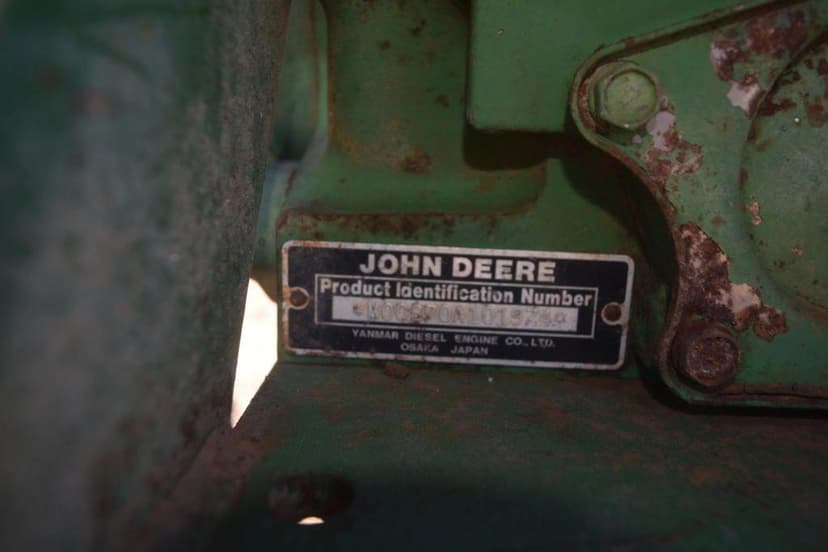 JOHN DEERE
Product Identification Number
YANMAR DIESEL ENGINE CO., LTD.
OSAKA JAPAN